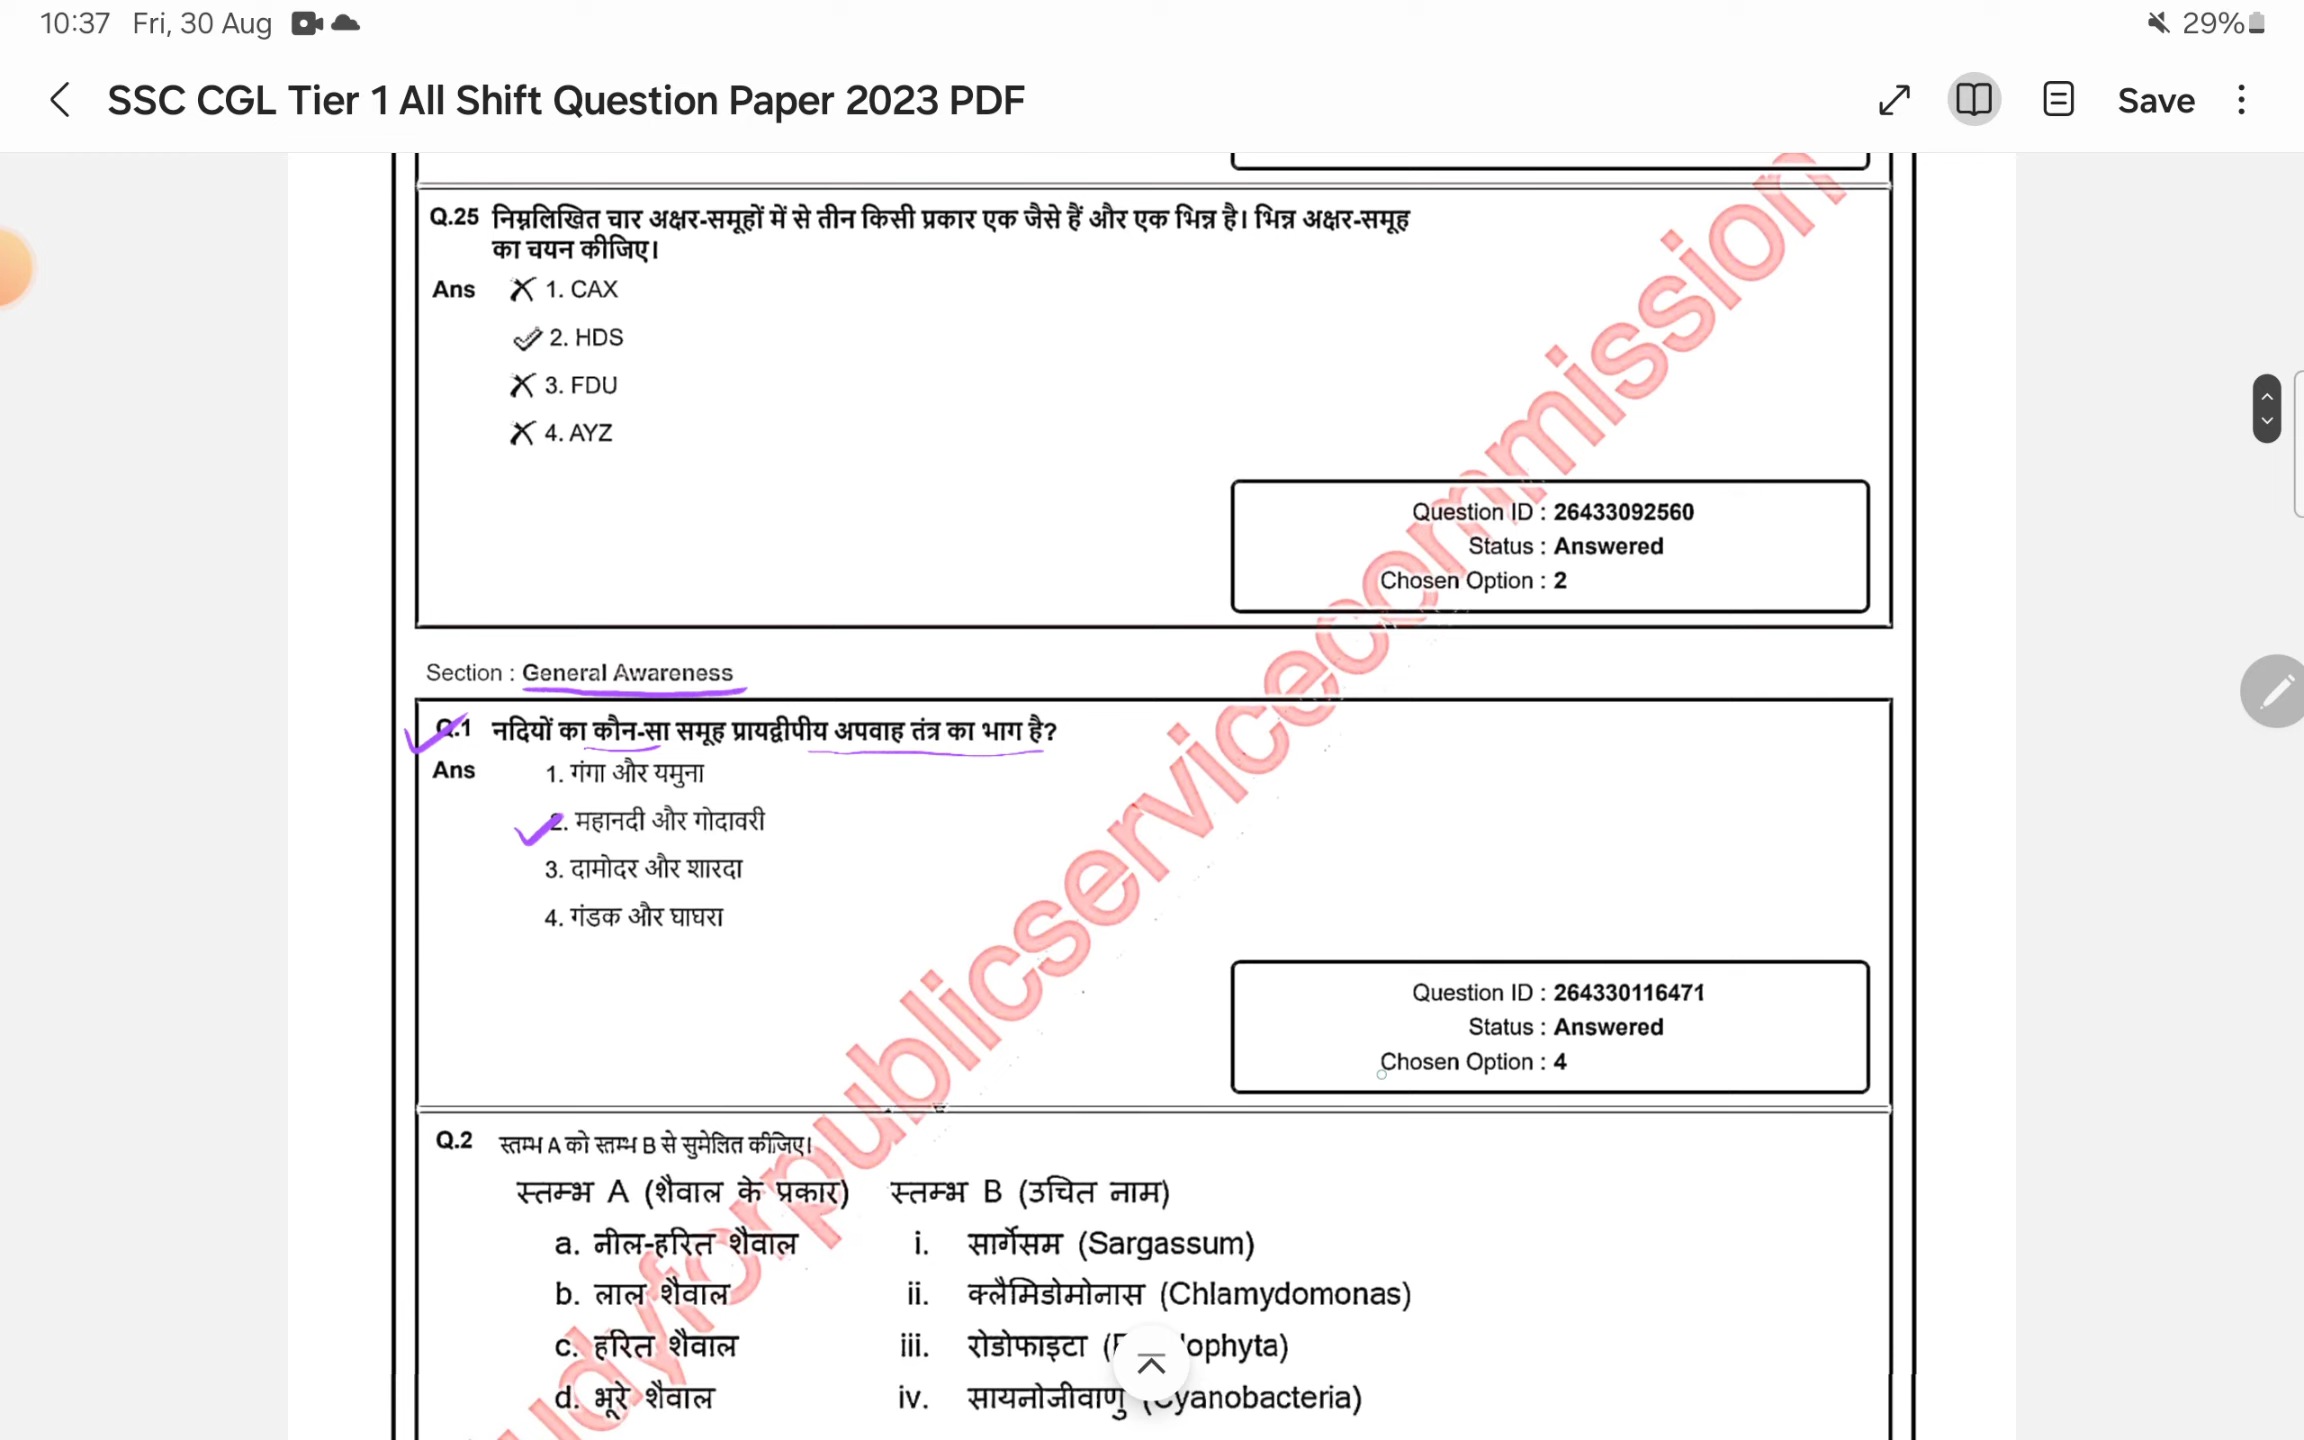 10:37 Fri, 30 Aug
29%
SSC CGL Tier 1 All Shift Question Paper 2023 PDF
Save
Q.25 निम्नलिखित चार अक्षर-समूहों में से तीन किसी प्रकार एक जैसे हैं और एक भिन्न है। भिन्न अक्षर-समूह
का चयन कीजिए।
Ans 1. CAX
2. HDS
3. FDU
4. AYZ
Question ID : 26433092560
Status : Answered
Chosen Option : 2
Section : General Awareness
Q.1 नदियों का कौन-सा समूह प्रायद्वीपीय अपवाह तंत्र का भाग है?
Ans 1. गंगा और यमुना
2. महानदी और गोदावरी
3. दामोदर और शारदा
4. गंडक और घाघरा
Question ID : 264330116471
Status : Answered
Chosen Option : 4
Q.2 स्तम्भ A को स्तम्भ B से सुमेलित कीजिए।
स्तम्भ A (शैवाल के प्रकार) स्तम्भ B (उचित नाम)
a. नील-हरित शैवाल i. सार्गेसम (Sargassum)
b. लाल शैवाल ii. क्लैमिडोमोनास (Chlamydomonas)
c. हरित शैवाल iii. रोडोफाइटा
d. भूरे शैवाल iv. सायनोजीवाणु
udyforpublicservicecommission